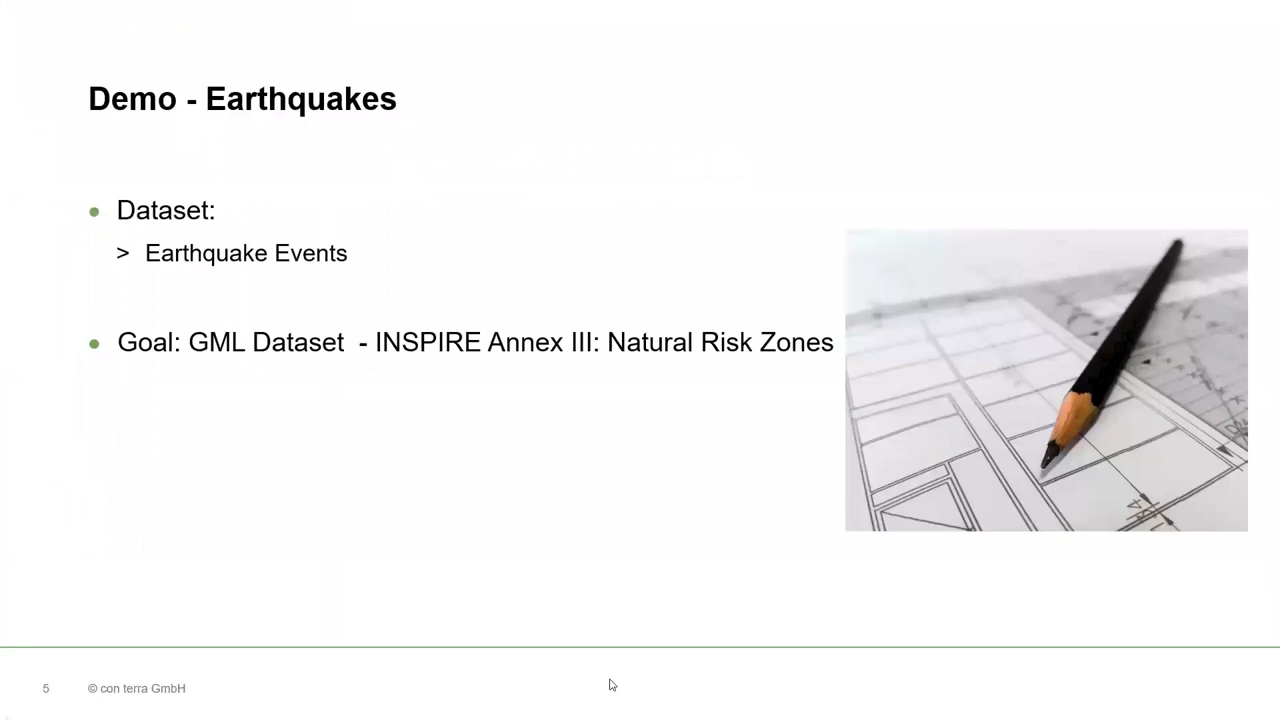 Demo - Earthquakes
Dataset:
> Earthquake Events
Goal: GML Dataset - INSPIRE Annex III: Natural Risk Zones
5 © con terra GmbH